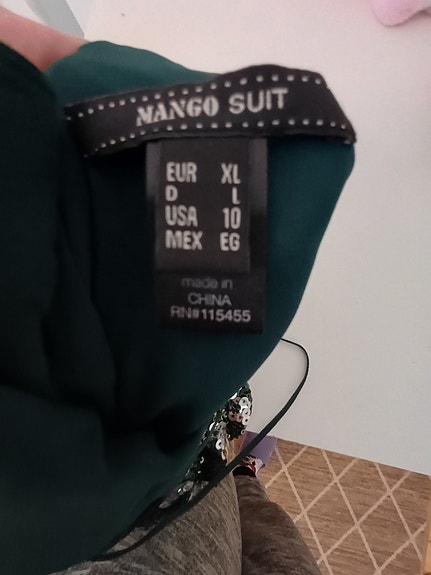 MANGO SUIT
EUR XL
D L
USA 10
MEX EG
made in
CHINA
RN#115455